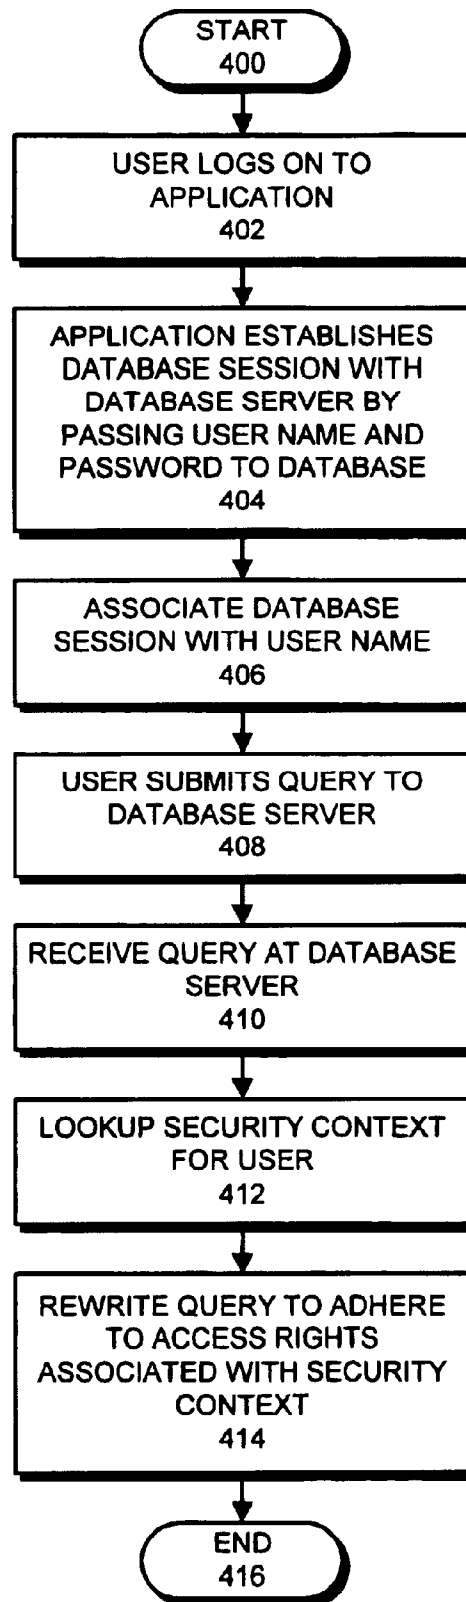 START
400
USER LOGS ON TO
APPLICATION
402
APPLICATION ESTABLISHES
DATABASE SESSION WITH
DATABASE SERVER BY
PASSING USER NAME AND
PASSWORD TO DATABASE
404
ASSOCIATE DATABASE
SESSION WITH USER NAME
406
USER SUBMITS QUERY TO
DATABASE SERVER
408
RECEIVE QUERY AT DATABASE
SERVER
410
LOOKUP SECURITY CONTEXT
FOR USER
412
REWRITE QUERY TO ADHERE
TO ACCESS RIGHTS
ASSOCIATED WITH SECURITY
CONTEXT
414
END
416